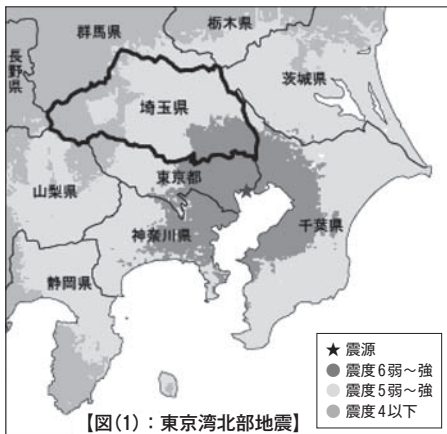 群馬県
栃木県
長野県
茨城県
埼玉県
東京都
山梨県
千葉県
神奈川県
静岡県
★ 震源
震度6弱～強
震度5弱～強
震度4以下
【図(1)：東京湾北部地震】